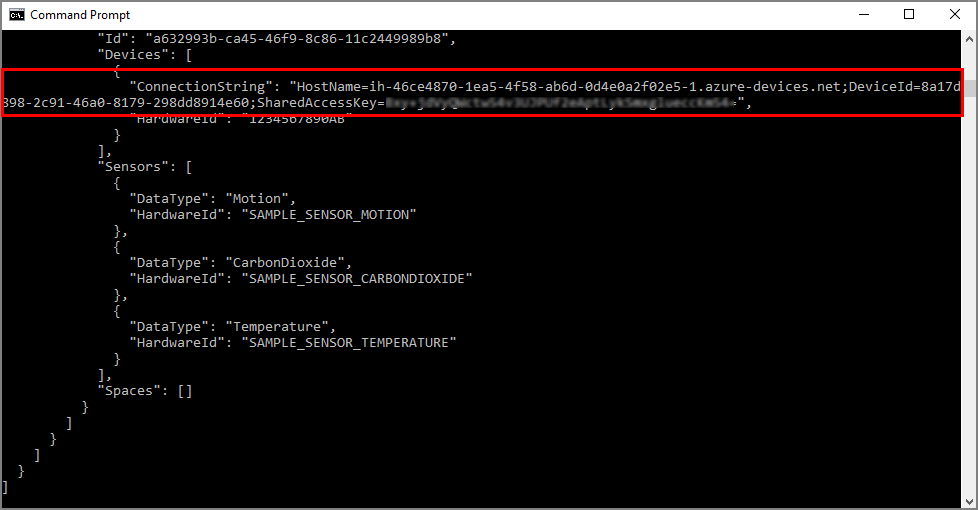 Command Prompt
"Id": "a632993b-ca45-46f9-8c86-11c2449989b8",
"Devices": [
{
"ConnectionString": "HostName=ih-46ce4870-1ea5-4f58-ab6d-0d4e0a2f02e5-1.azure-devices.net;DeviceId=8a17d
898-2c91-46a0-8179-298dd8914e60;SharedAccessKey=",
"HardwareId": "1234567890AB"
}
],
"Sensors": [
{
"DataType": "Motion",
"HardwareId": "SAMPLE_SENSOR_MOTION"
},
{
"DataType": "CarbonDioxide",
"HardwareId": "SAMPLE_SENSOR_CARBONDIOXIDE"
},
{
"DataType": "Temperature",
"HardwareId": "SAMPLE_SENSOR_TEMPERATURE"
}
],
"Spaces": []
}
]
}
]
}
]